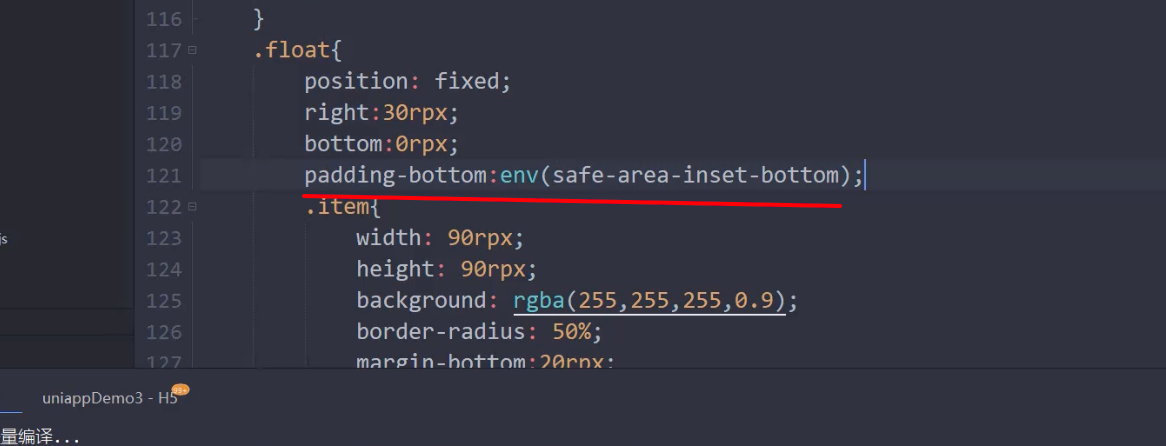 116 }
117 .float{
118 position: fixed;
119 right:30rpx;
120 bottom:0rpx;
121 padding-bottom:env(safe-area-inset-bottom);
122 .item{
js
123 width: 90rpx;
124 height: 90rpx;
125 background: rgba(255,255,255,0.9);
126 border-radius: 50%;
127 margin-bottom:20rpx;
uniappDemo3 - H5 99+
量编译...